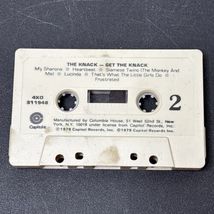 THE KNACK — GET THE KNACK
My Sharona ☆ Heartbeat ☆ Siamese Twins (The Monkey And
Me) ☆ Lucinda ☆ That's What The Little Girls Do ☆
Frustrated
4XO
511948
2
Capitol
Manufactured by Columbia House, 51 West 52nd St., New
York, N.Y. 10019 under license from Capitol Records, Inc.
©1979 Capitol Records, Inc. ℗1979 Capitol Records, Inc.